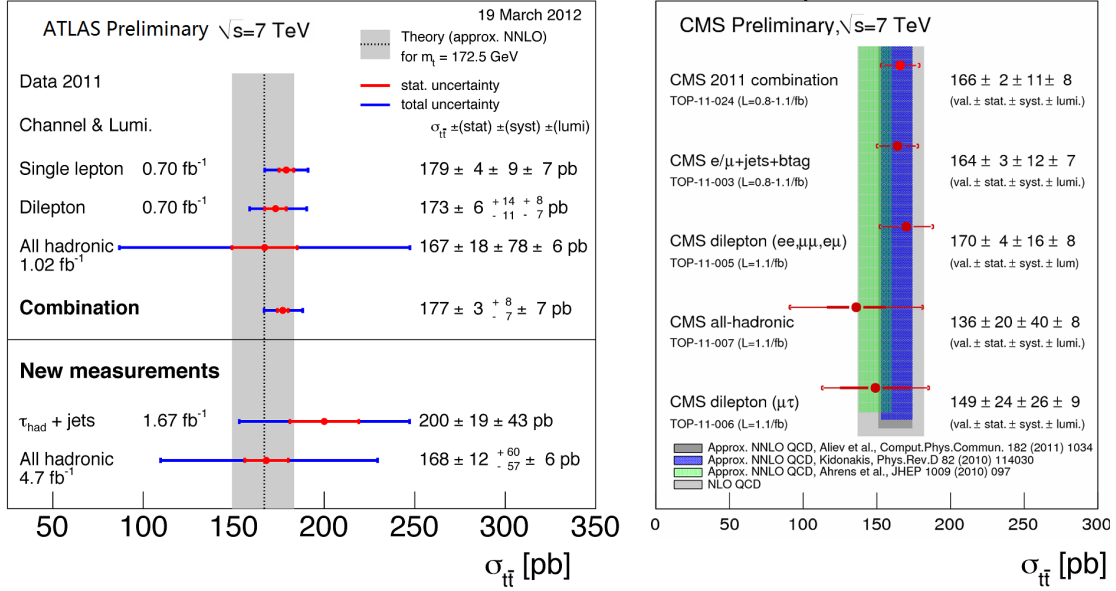 19 March 2012
ATLAS Preliminary √s=7 TeV
Theory (approx. NNLO)
for mt = 172.5 GeV
Data 2011
stat. uncertainty
total uncertainty
Channel & Lumi.
σtt̄ ±(stat) ±(syst) ±(lumi)
Single lepton 0.70 fb⁻¹ 179 ± 4 ± 9 ± 7 pb
Dilepton 0.70 fb⁻¹ 173 ± 6 +14 -11 +8 -7 pb
All hadronic 167 ± 18 ± 78 ± 6 pb
1.02 fb⁻¹
Combination 177 ± 3 +8 -7 ± 7 pb
New measurements
τhad + jets 1.67 fb⁻¹ 200 ± 19 ± 43 pb
All hadronic 168 ± 12 +60 -57 ± 6 pb
4.7 fb⁻¹
50 100 150 200 250 300 350
σtt̄ [pb]
CMS Preliminary,√s=7 TeV
CMS 2011 combination 166 ± 2 ± 11 ± 8
TOP-11-024 (L=0.8-1.1/fb) (val. ± stat. ± syst. ± lumi.)
CMS e/μ+jets+btag 164 ± 3 ± 12 ± 7
TOP-11-003 (L=0.8-1.1/fb) (val. ± stat. ± syst. ± lumi.)
CMS dilepton (ee,μμ,eμ) 170 ± 4 ± 16 ± 8
TOP-11-005 (L=1.1/fb) (val. ± stat. ± syst. ± lum)
CMS all-hadronic 136 ± 20 ± 40 ± 8
TOP-11-007 (L=1.1/fb) (val. ± stat. ± syst. ± lumi.)
CMS dilepton (μτ) 149 ± 24 ± 26 ± 9
TOP-11-006 (L=1.1/fb) (val. ± stat. ± syst. ± lumi.)
Approx. NNLO QCD, Aliev et al., Comput.Phys.Commun. 182 (2011) 1034
Approx. NNLO QCD, Kidonakis, Phys.Rev.D 82 (2010) 114030
Approx. NNLO QCD, Ahrens et al., JHEP 1009 (2010) 097
NLO QCD
0 50 100 150 200 250 300
σtt̄ [pb]